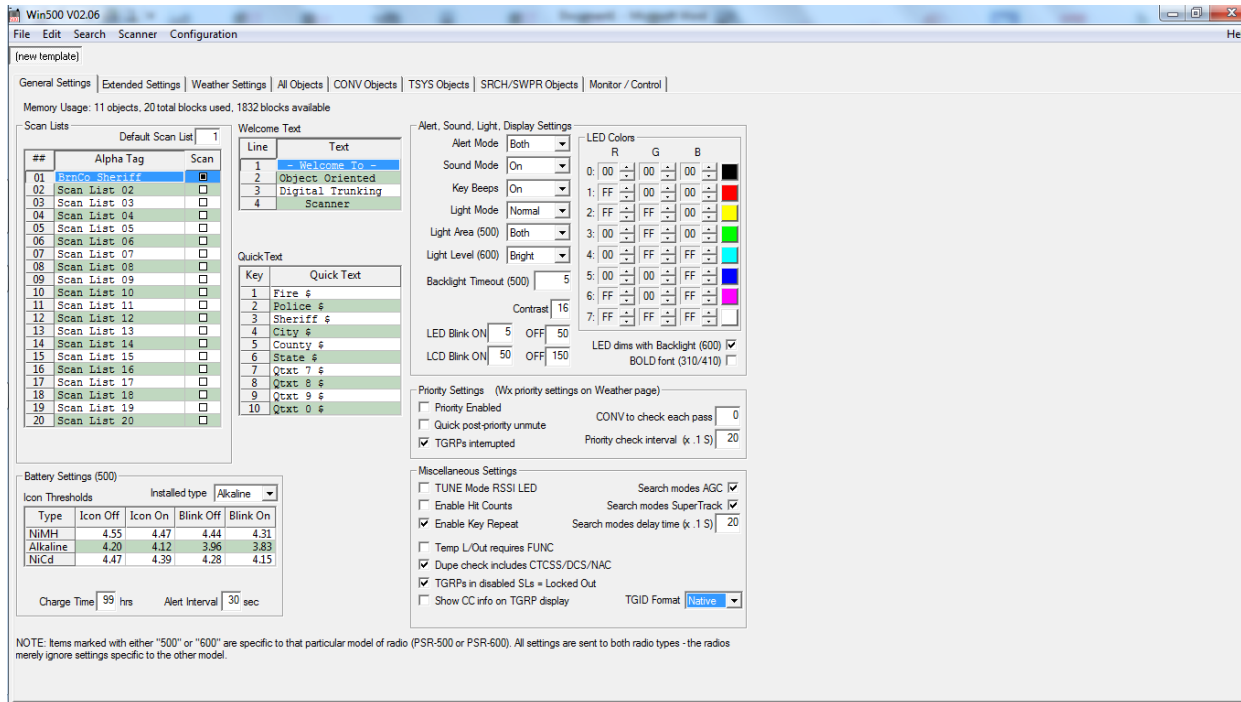 Win500 V02.06
File Edit Search Scanner Configuration He
(new template)
General Settings Extended Settings Weather Settings All Objects CONV Objects TSYS Objects SRCH/SWPR Objects Monitor / Control
Memory Usage: 11 objects, 20 total blocks used, 1832 blocks available
Scan Lists
Default Scan List 1
## Alpha Tag Scan
01 BrnCo Sheriff
02 Scan List 02
03 Scan List 03
04 Scan List 04
05 Scan List 05
06 Scan List 06
07 Scan List 07
08 Scan List 08
09 Scan List 09
10 Scan List 10
11 Scan List 11
12 Scan List 12
13 Scan List 13
14 Scan List 14
15 Scan List 15
16 Scan List 16
17 Scan List 17
18 Scan List 18
19 Scan List 19
20 Scan List 20
Welcome Text
Line Text
1 - Welcome To -
2 Object Oriented
3 Digital Trunking
4 Scanner
Quick Text
Key Quick Text
1 Fire $
2 Police $
3 Sheriff $
4 City $
5 County $
6 State $
7 Qtxt 7 $
8 Qtxt 8 $
9 Qtxt 9 $
10 Qtxt 0 $
Alert, Sound, Light, Display Settings
Alert Mode Both
Sound Mode On
Key Beeps On
Light Mode Normal
Light Area (500) Both
Light Level (600) Bright
Backlight Timeout (500) 5
Contrast 16
LED Blink ON 5 OFF 50
LCD Blink ON 50 OFF 150
LED Colors
R G B
0: 00 00 00
1: FF 00 00
2: FF FF 00
3: 00 FF 00
4: 00 FF FF
5: 00 00 FF
6: FF 00 FF
7: FF FF FF
LED dims with Backlight (600)
BOLD font (310/410)
Priority Settings (Wx priority settings on Weather page)
Priority Enabled
Quick post-priority unmute
TGRPs interrupted
CONV to check each pass 0
Priority check interval (x .1 S) 20
Battery Settings (500)
Icon Thresholds Installed type Alkaline
Type Icon Off Icon On Blink Off Blink On
NiMH 4.55 4.47 4.44 4.31
Alkaline 4.20 4.12 3.96 3.83
NiCd 4.47 4.39 4.28 4.15
Charge Time 99 hrs Alert Interval 30 sec
Miscellaneous Settings
TUNE Mode RSSI LED
Enable Hit Counts
Enable Key Repeat
Search modes AGC
Search modes SuperTrack
Search modes delay time (x .1 S) 20
Temp L/Out requires FUNC
Dupe check includes CTCSS/DCS/NAC
TGRPs in disabled SLs = Locked Out
Show CC info on TGRP display
TGID Format Native
NOTE: Items marked with either "500" or "600" are specific to that particular model of radio (PSR-500 or PSR-600). All settings are sent to both radio types - the radios
merely ignore settings specific to the other model.